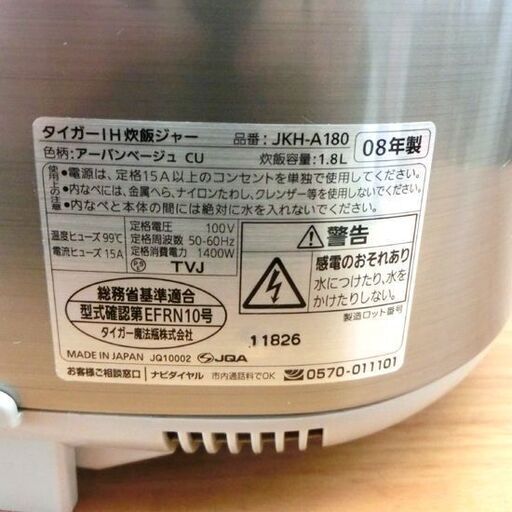 タイガーIH炊飯ジャー 品番: JKH-A180 08年製
色柄: アーバンベージュ CU 炊飯容量:1.8L
使用上の注意
●電源は、定格15A以上のコンセントを単独で使用してください。
●内なべには、金属へら、ナイロンたわし、クレンザー等を使用しないでください。
●内なべと本体の間には絶対に水を入れないでください。
温度ヒューズ 99℃
電流ヒューズ 15A
定格電圧 100V
定格周波数 50-60Hz
定格消費電力 1400W
PS E TVJ
警告
感電のおそれあり
水につけたり、水を
かけたりしない。
製造ロット番号
11826
総務省基準適合
型式確認第EFRN10号
タイガー魔法瓶株式会社
MADE IN JAPAN JQ10002 JQA
お客様ご相談窓口 ナビダイヤル 市内通話料でOK 0570-011101